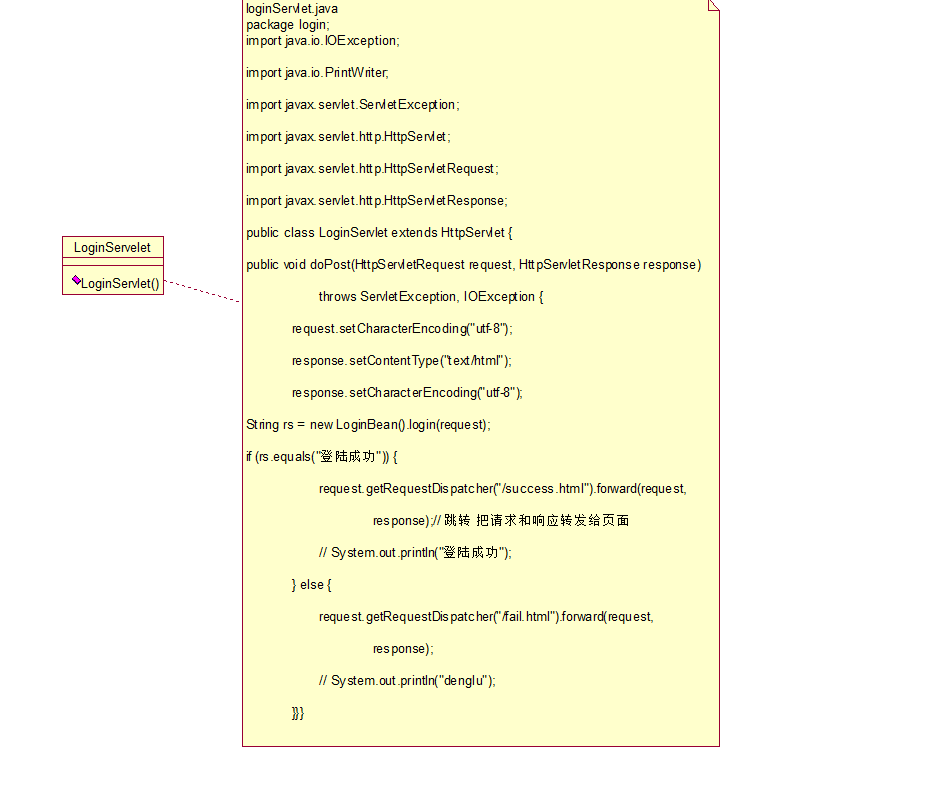 loginServlet.java
package login;
import java.io.IOException;
import java.io.PrintWriter;
import javax.servlet.ServletException;
import javax.servlet.http.HttpServlet;
import javax.servlet.http.HttpServletRequest;
import javax.servlet.http.HttpServletResponse;
public class LoginServlet extends HttpServlet {
public void doPost(HttpServletRequest request, HttpServletResponse response)
throws ServletException, IOException {
request.setCharacterEncoding("utf-8");
response.setContentType("text/html");
response.setCharacterEncoding("utf-8");
String rs = new LoginBean().login(request);
if (rs.equals("登陆成功")) {
request.getRequestDispatcher("/success.html").forward(request,
response);// 跳转 把请求和响应转发给页面
// System.out.println("登陆成功");
} else {
request.getRequestDispatcher("/fail.html").forward(request,
response);
// System.out.println("denglu");
}}}
LoginServelet
LoginServlet()